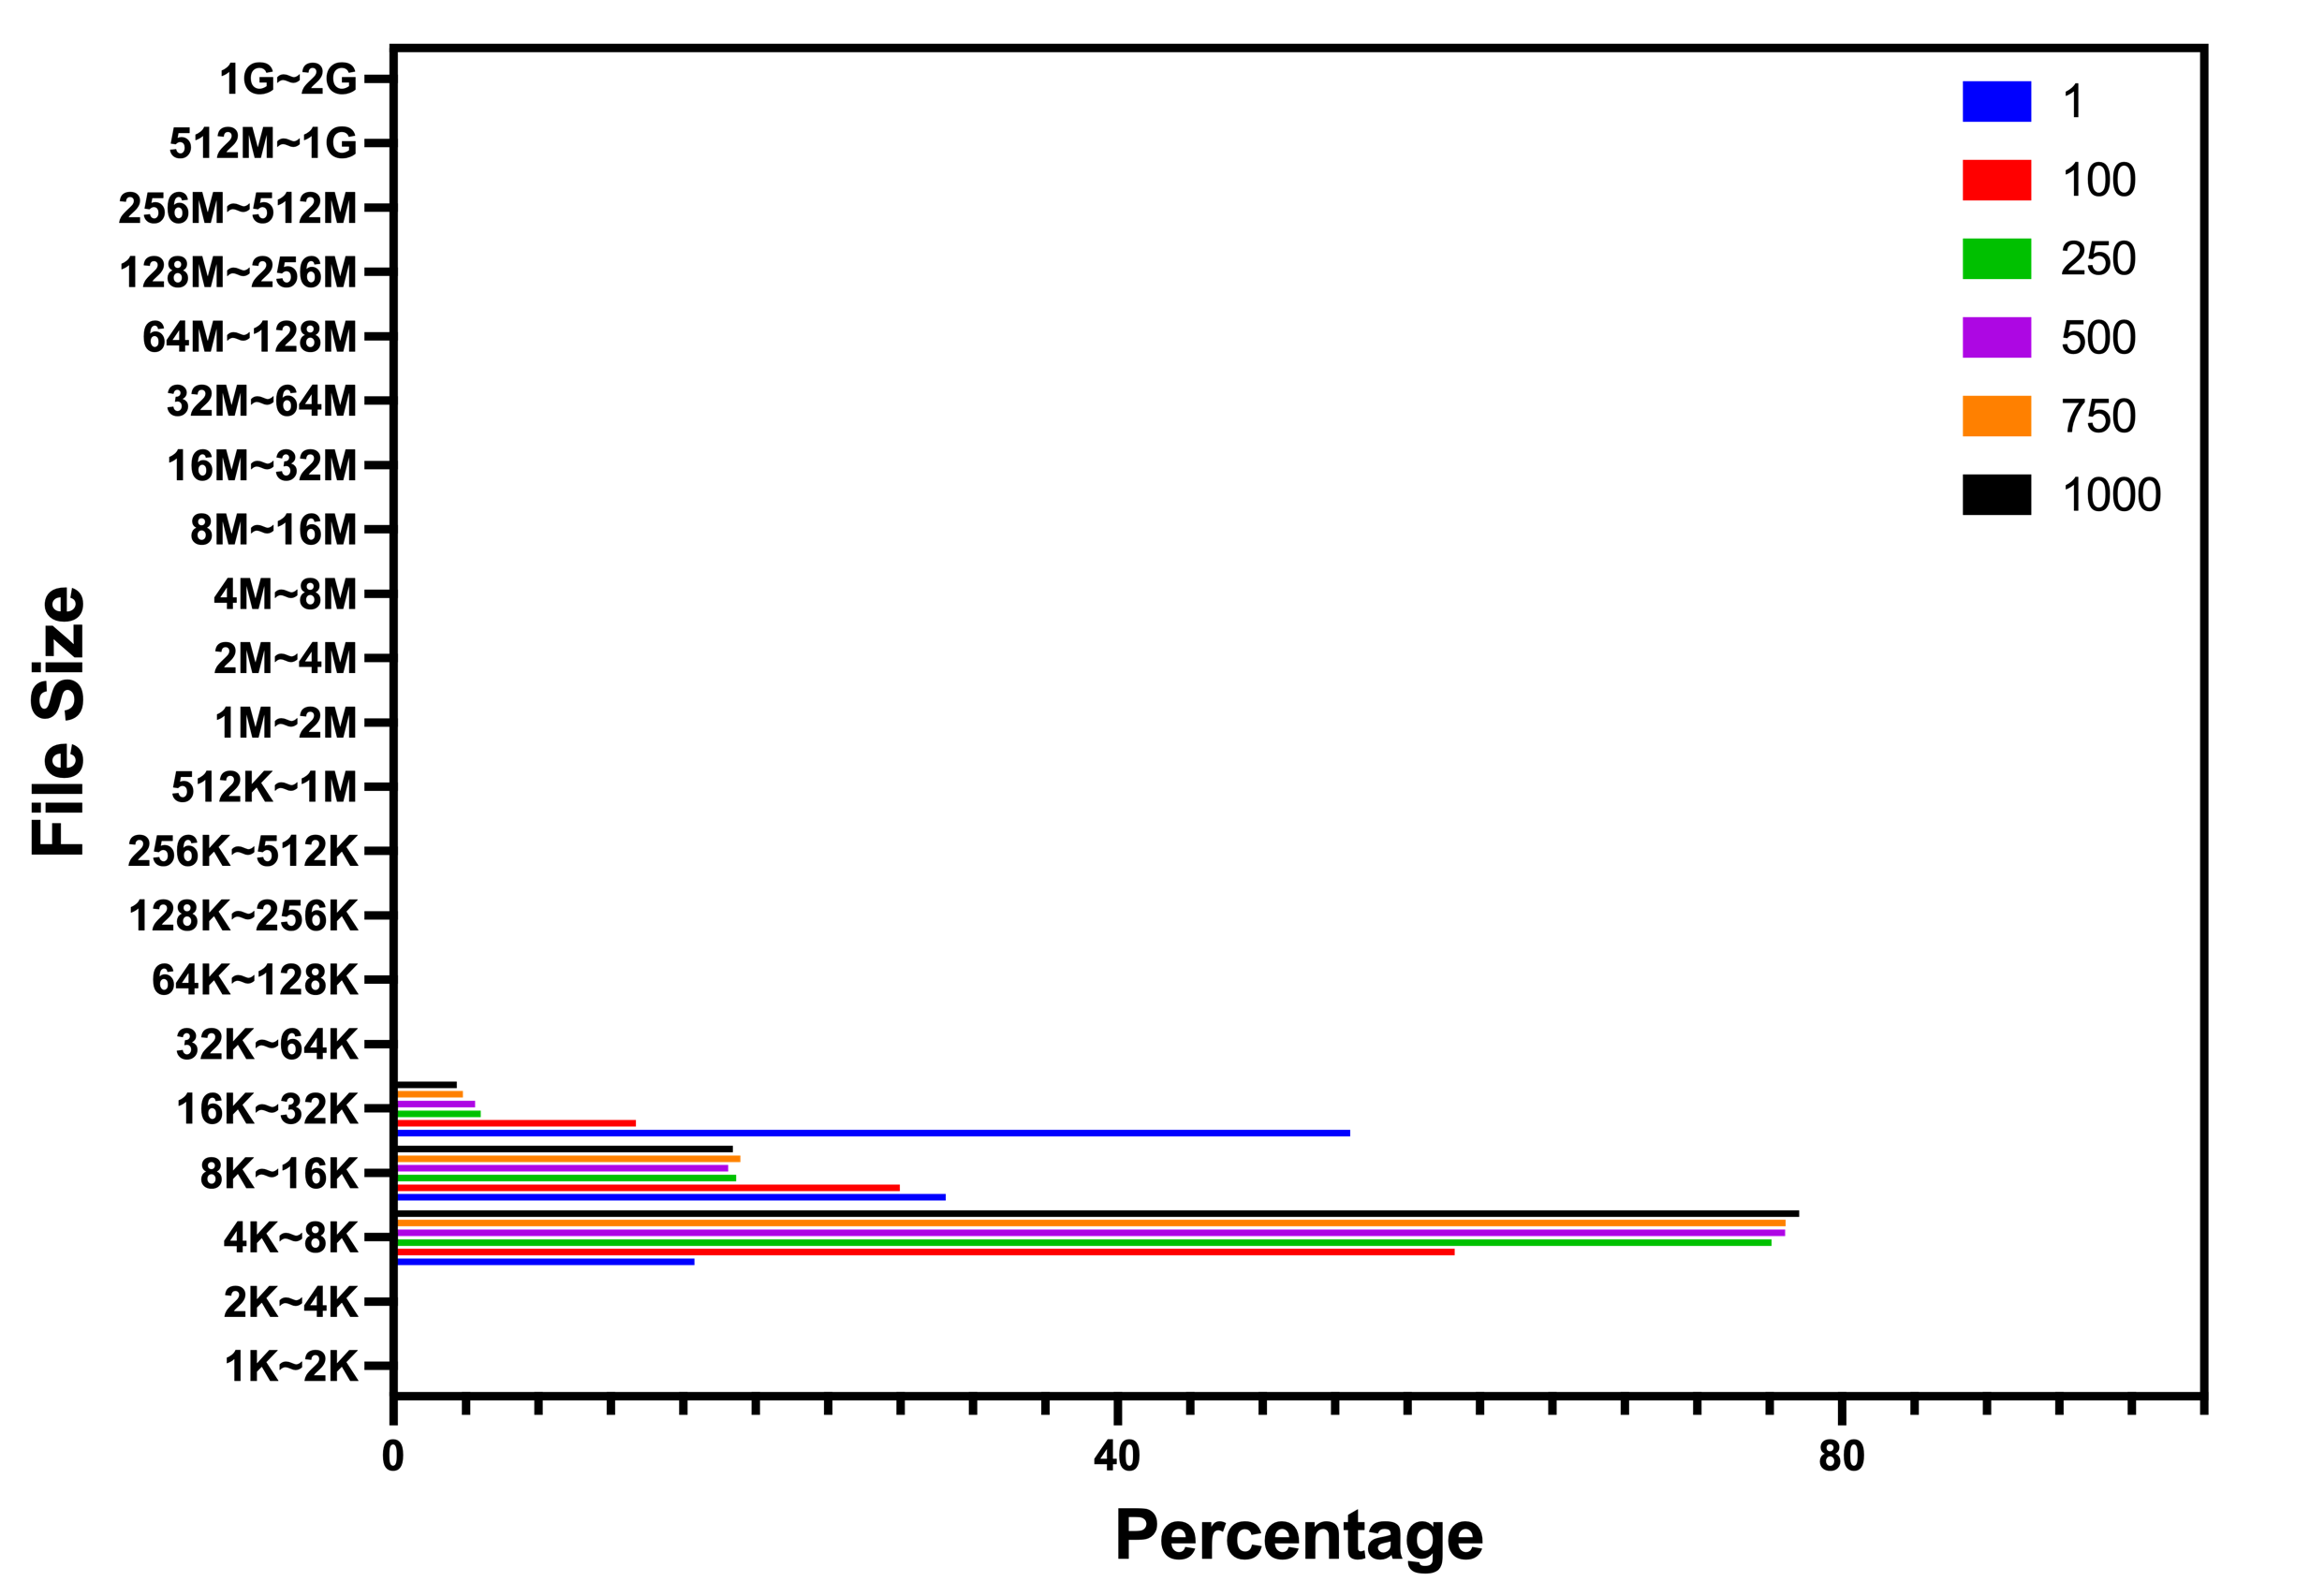 1G~2G
512M~1G
256M~512M
128M~256M
64M~128M
32M~64M
16M~32M
8M~16M
4M~8M
2M~4M
1M~2M
512K~1M
256K~512K
128K~256K
64K~128K
32K~64K
16K~32K
8K~16K
4K~8K
2K~4K
1K~2K
File Size
1
100
250
500
750
1000
0 40 80
Percentage